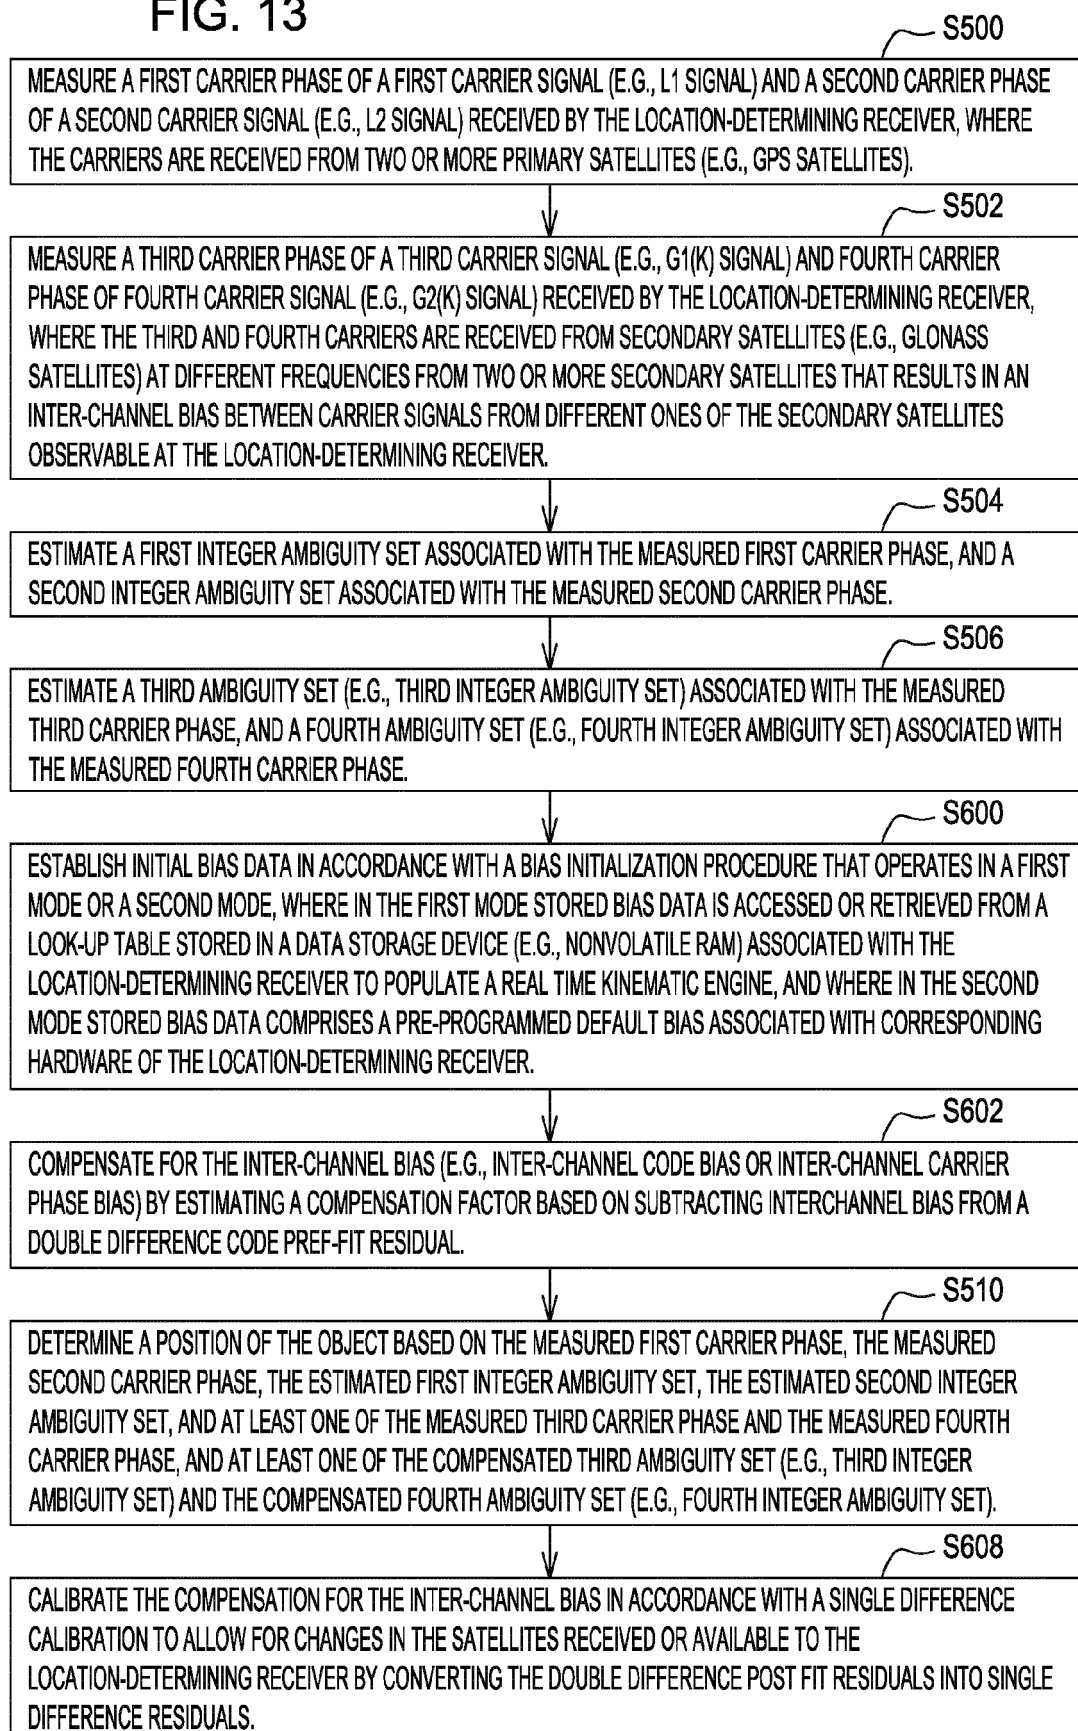 FIG. 13
S500
MEASURE A FIRST CARRIER PHASE OF A FIRST CARRIER SIGNAL (E.G., L1 SIGNAL) AND A SECOND CARRIER PHASE
OF A SECOND CARRIER SIGNAL (E.G., L2 SIGNAL) RECEIVED BY THE LOCATION-DETERMINING RECEIVER, WHERE
THE CARRIERS ARE RECEIVED FROM TWO OR MORE PRIMARY SATELLITES (E.G., GPS SATELLITES).
S502
MEASURE A THIRD CARRIER PHASE OF A THIRD CARRIER SIGNAL (E.G., G1(K) SIGNAL) AND FOURTH CARRIER
PHASE OF FOURTH CARRIER SIGNAL (E.G., G2(K) SIGNAL) RECEIVED BY THE LOCATION-DETERMINING RECEIVER,
WHERE THE THIRD AND FOURTH CARRIERS ARE RECEIVED FROM SECONDARY SATELLITES (E.G., GLONASS
SATELLITES) AT DIFFERENT FREQUENCIES FROM TWO OR MORE SECONDARY SATELLITES THAT RESULTS IN AN
INTER-CHANNEL BIAS BETWEEN CARRIER SIGNALS FROM DIFFERENT ONES OF THE SECONDARY SATELLITES
OBSERVABLE AT THE LOCATION-DETERMINING RECEIVER.
S504
ESTIMATE A FIRST INTEGER AMBIGUITY SET ASSOCIATED WITH THE MEASURED FIRST CARRIER PHASE, AND A
SECOND INTEGER AMBIGUITY SET ASSOCIATED WITH THE MEASURED SECOND CARRIER PHASE.
S506
ESTIMATE A THIRD AMBIGUITY SET (E.G., THIRD INTEGER AMBIGUITY SET) ASSOCIATED WITH THE MEASURED
THIRD CARRIER PHASE, AND A FOURTH AMBIGUITY SET (E.G., FOURTH INTEGER AMBIGUITY SET) ASSOCIATED WITH
THE MEASURED FOURTH CARRIER PHASE.
S600
ESTABLISH INITIAL BIAS DATA IN ACCORDANCE WITH A BIAS INITIALIZATION PROCEDURE THAT OPERATES IN A FIRST
MODE OR A SECOND MODE, WHERE IN THE FIRST MODE STORED BIAS DATA IS ACCESSED OR RETRIEVED FROM A
LOOK-UP TABLE STORED IN A DATA STORAGE DEVICE (E.G., NONVOLATILE RAM) ASSOCIATED WITH THE
LOCATION-DETERMINING RECEIVER TO POPULATE A REAL TIME KINEMATIC ENGINE, AND WHERE IN THE SECOND
MODE STORED BIAS DATA COMPRISES A PRE-PROGRAMMED DEFAULT BIAS ASSOCIATED WITH CORRESPONDING
HARDWARE OF THE LOCATION-DETERMINING RECEIVER.
S602
COMPENSATE FOR THE INTER-CHANNEL BIAS (E.G., INTER-CHANNEL CODE BIAS OR INTER-CHANNEL CARRIER
PHASE BIAS) BY ESTIMATING A COMPENSATION FACTOR BASED ON SUBTRACTING INTERCHANNEL BIAS FROM A
DOUBLE DIFFERENCE CODE PREF-FIT RESIDUAL.
S510
DETERMINE A POSITION OF THE OBJECT BASED ON THE MEASURED FIRST CARRIER PHASE, THE MEASURED
SECOND CARRIER PHASE, THE ESTIMATED FIRST INTEGER AMBIGUITY SET, THE ESTIMATED SECOND INTEGER
AMBIGUITY SET, AND AT LEAST ONE OF THE MEASURED THIRD CARRIER PHASE AND THE MEASURED FOURTH
CARRIER PHASE, AND AT LEAST ONE OF THE COMPENSATED THIRD AMBIGUITY SET (E.G., THIRD INTEGER
AMBIGUITY SET) AND THE COMPENSATED FOURTH AMBIGUITY SET (E.G., FOURTH INTEGER AMBIGUITY SET).
S608
CALIBRATE THE COMPENSATION FOR THE INTER-CHANNEL BIAS IN ACCORDANCE WITH A SINGLE DIFFERENCE
CALIBRATION TO ALLOW FOR CHANGES IN THE SATELLITES RECEIVED OR AVAILABLE TO THE
LOCATION-DETERMINING RECEIVER BY CONVERTING THE DOUBLE DIFFERENCE POST FIT RESIDUALS INTO SINGLE
DIFFERENCE RESIDUALS.